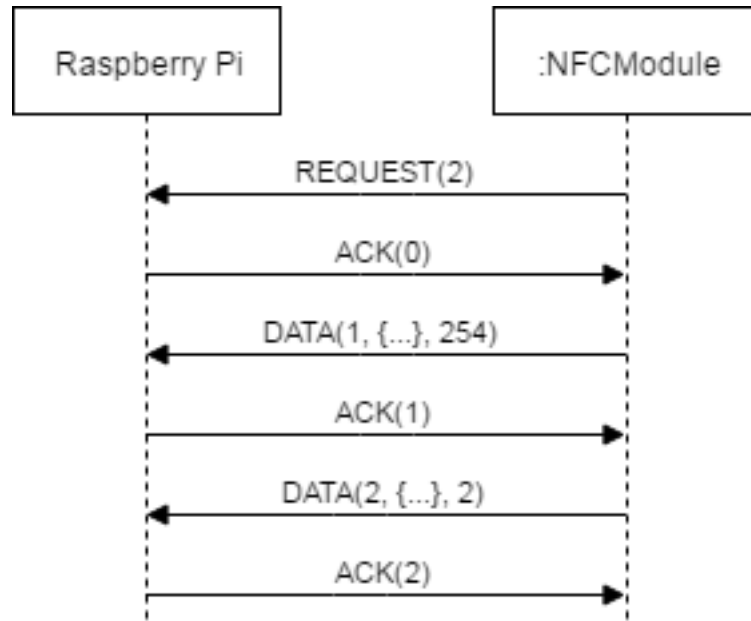 Raspberry Pi
:NFCModule
REQUEST(2)
ACK(0)
DATA(1, {...}, 254)
ACK(1)
DATA(2, {...}, 2)
ACK(2)